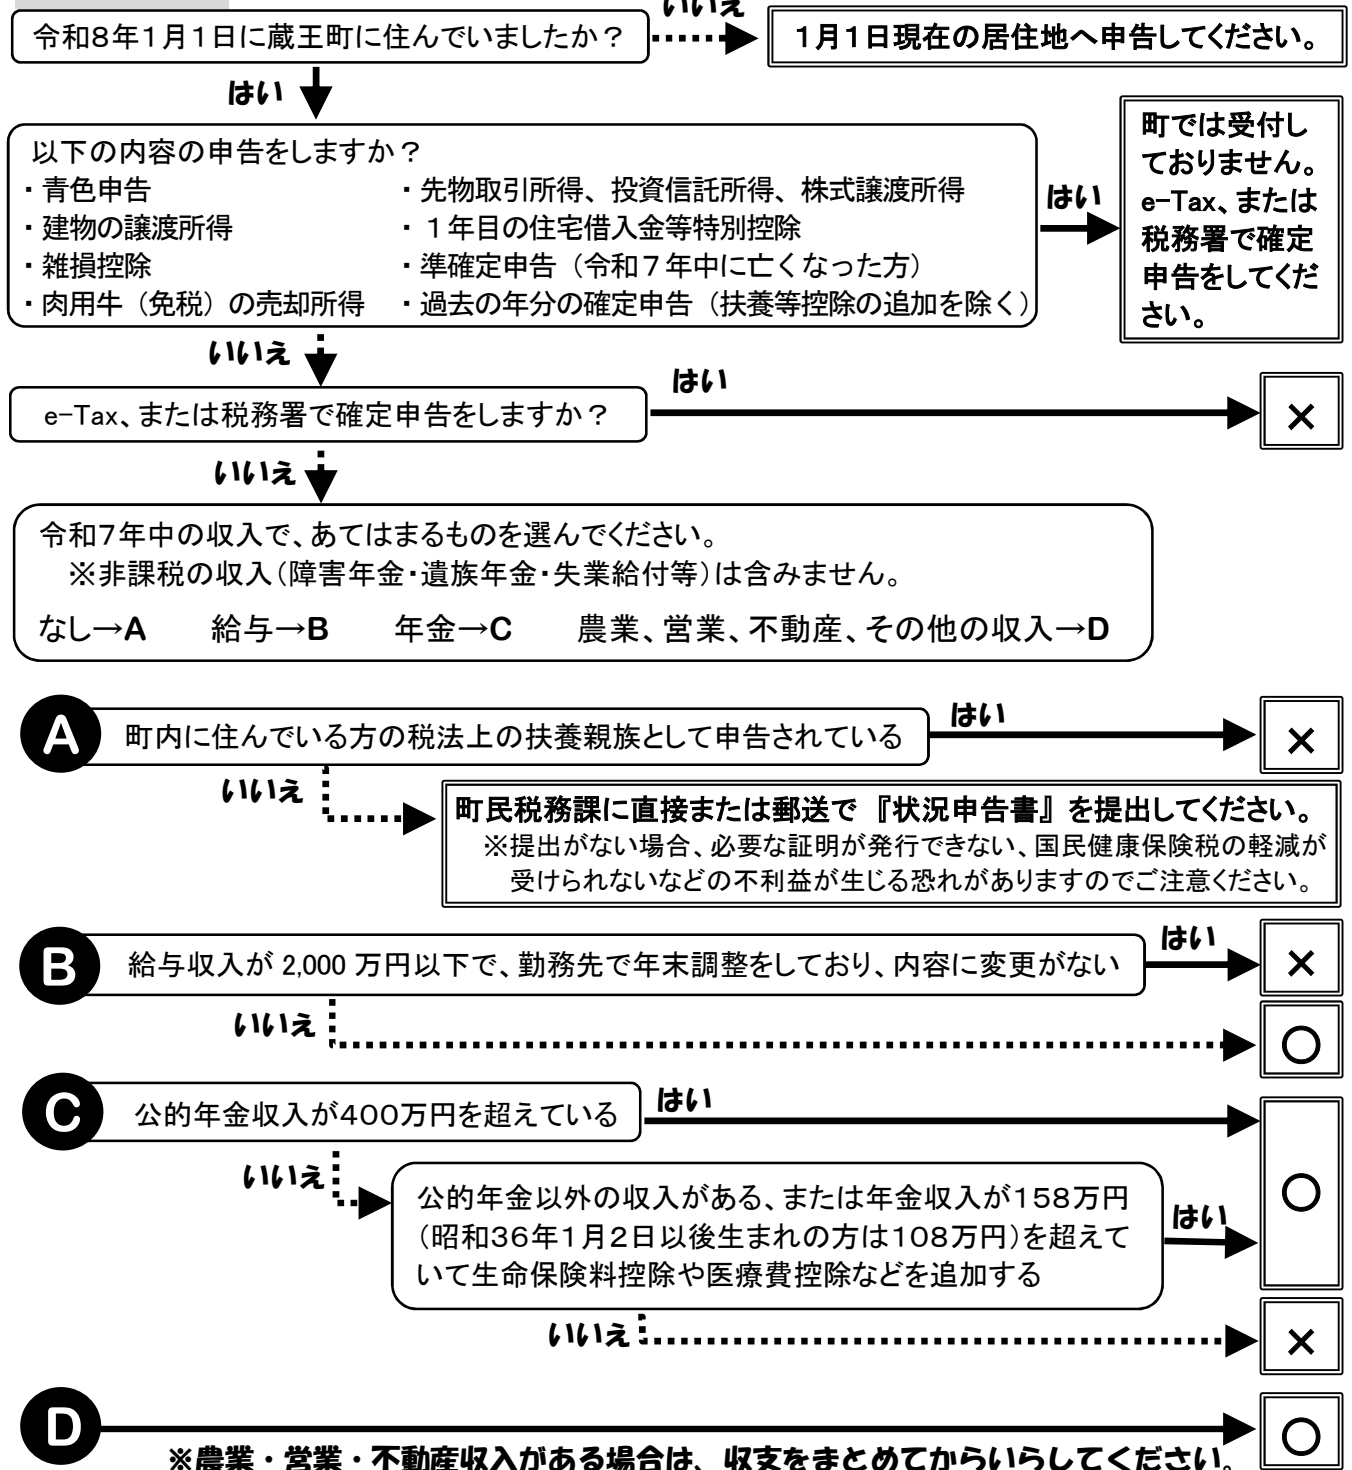 いいえ
令和8年1月1日に蔵王町に住んでいましたか？
1月1日現在の居住地へ申告してください。
はい
以下の内容の申告をしますか？
・青色申告
・先物取引所得、投資信託所得、株式譲渡所得
・建物の譲渡所得
・１年目の住宅借入金等特別控除
・雑損控除
・準確定申告（令和７年中に亡くなった方）
・肉用牛（免税）の売却所得
・過去の年分の確定申告（扶養等控除の追加を除く）
はい
町では受付し
ておりません。
e-Tax、または
税務署で確定
申告をしてくだ
さい。
いいえ
e-Tax、または税務署で確定申告をしますか？
はい
×
いいえ
令和7年中の収入で、あてはまるものを選んでください。
※非課税の収入（障害年金・遺族年金・失業給付等）は含みません。
なし→A　給与→B　年金→C　農業、営業、不動産、その他の収入→D
A
町内に住んでいる方の税法上の扶養親族として申告されている
はい
×
いいえ
町民税務課に直接または郵送で『状況申告書』を提出してください。
※提出がない場合、必要な証明が発行できない、国民健康保険税の軽減が
受けられないなどの不利益が生じる恐れがありますのでご注意ください。
B
給与収入が 2,000 万円以下で、勤務先で年末調整をしており、内容に変更がない
はい
×
いいえ
○
C
公的年金収入が４００万円を超えている
はい
○
いいえ
公的年金以外の収入がある、または年金収入が１５８万円
（昭和３６年１月２日以後生まれの方は１０８万円）を超えて
いて生命保険料控除や医療費控除などを追加する
はい
いいえ
×
D
○
※農業・営業・不動産収入がある場合は、収支をまとめてからいらしてください。